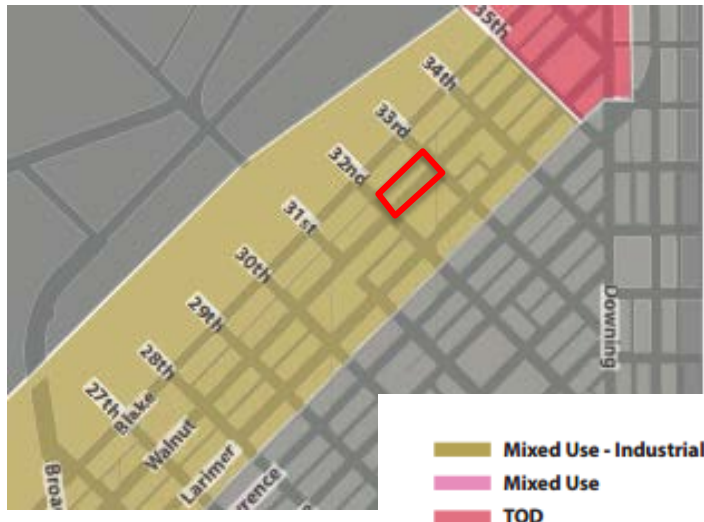 35th
34th
33rd
32nd
31st
30th
29th
28th
27th
Blake
Walnut
Larimer
Downing
Mixed Use - Industrial
Mixed Use
TOD